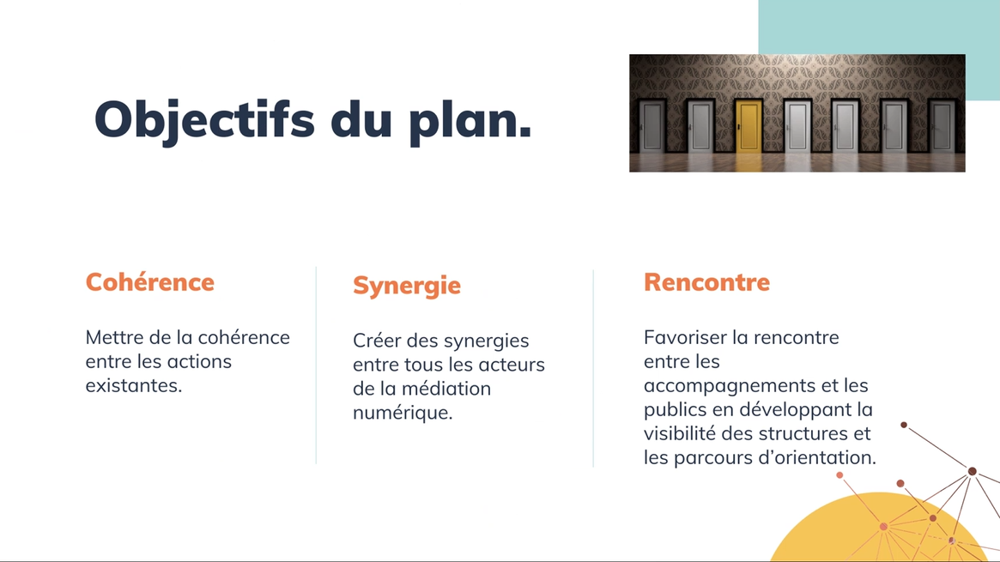 Objectifs du plan.
Cohérence
Mettre de la cohérence
entre les actions
existantes.
Synergie
Créer des synergies
entre tous les acteurs
de la médiation
numérique.
Rencontre
Favoriser la rencontre
entre les
accompagnements et les
publics en développant la
visibilité des structures et
les parcours d’orientation.